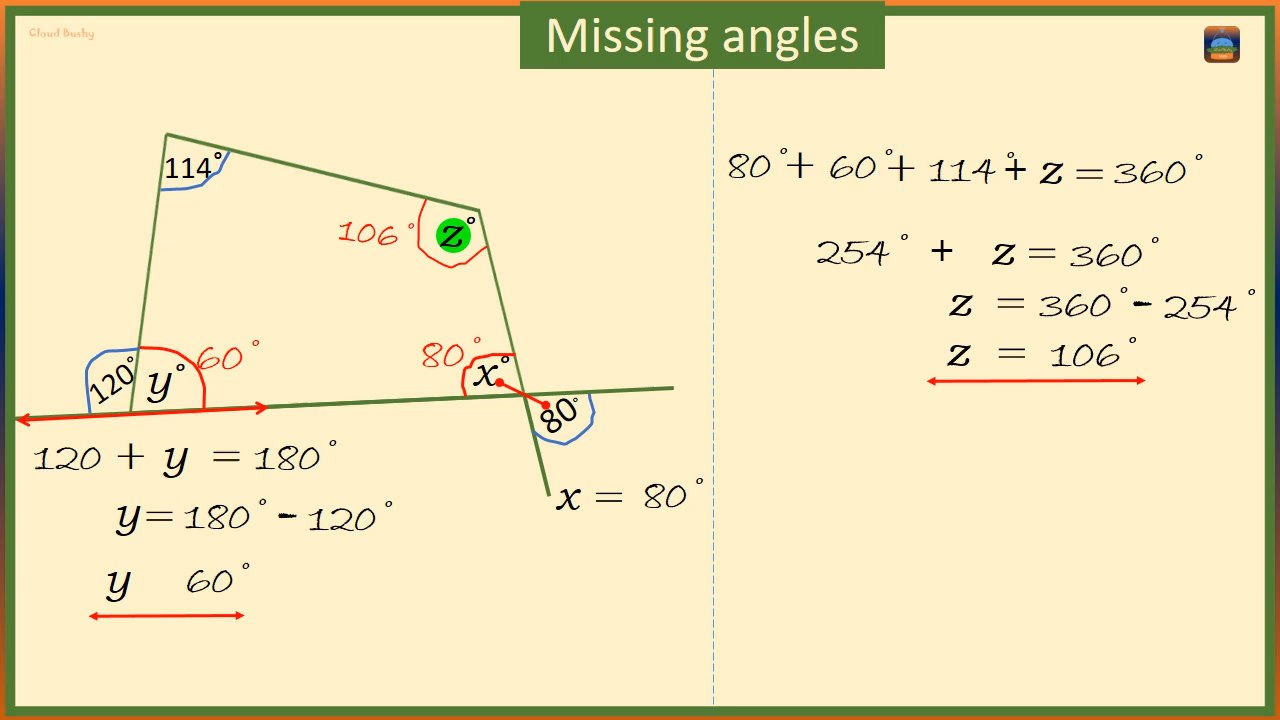 Missing angles
Cloud Bushy
114°
106°
z°
120°
y°
60°
80°
x°
80°
120 + y = 180°
y = 180° - 120°
y 60°
x = 80°
80° + 60° + 114° + z = 360°
254° + z = 360°
z = 360° - 254°
z = 106°